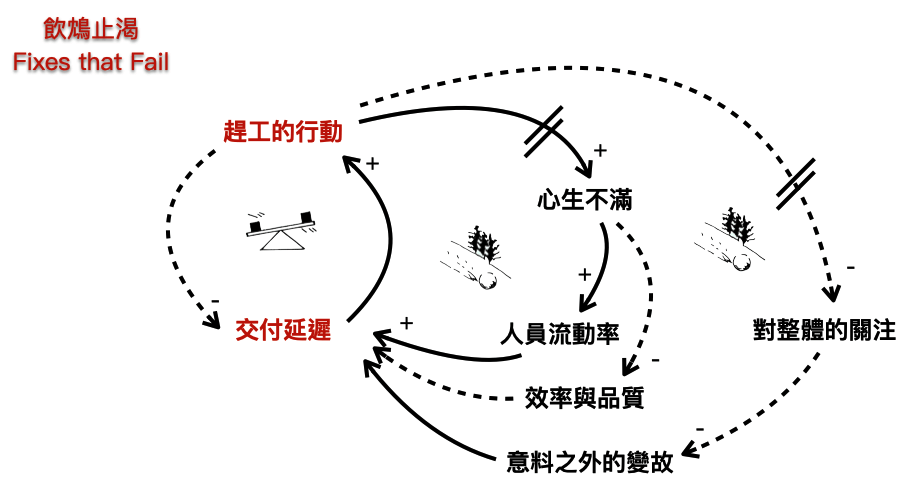 飲鴆止渴
Fixes that Fail
趕工的行動
+
+
心生不滿
-
+
-
+
交付延遲
人員流動率
對整體的關注
-
效率與品質
-
意料之外的變故